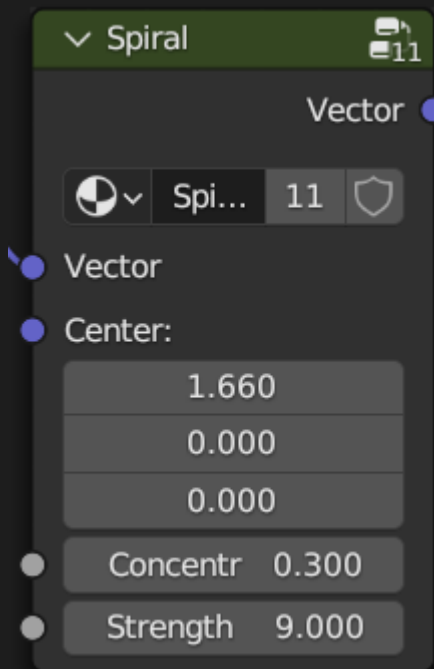 Spiral 11
Vector
Spi... 11
Vector
Center:
1.660
0.000
0.000
Concentr 0.300
Strength 9.000